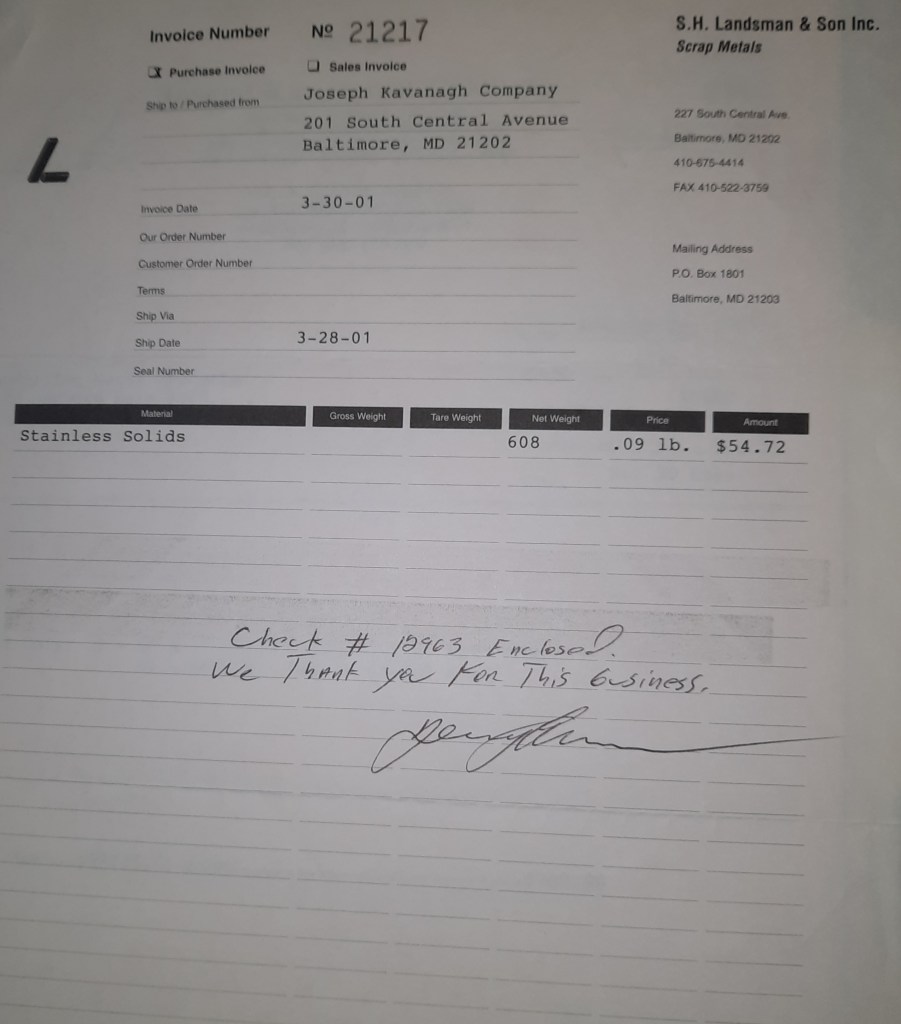 Invoice Number № 21217
S.H. Landsman & Son Inc.
Scrap Metals
X Purchase Invoice Sales Invoice
Ship to / Purchased from Joseph Kavanagh Company
201 South Central Avenue
Baltimore, MD 21202
227 South Central Ave.
Baltimore, MD 21202
410-675-4414
FAX 410-522-3759
L
Invoice Date 3-30-01
Our Order Number
Customer Order Number
Terms
Ship Via
Ship Date 3-28-01
Seal Number
Mailing Address
P.O. Box 1801
Baltimore, MD 21203
Material Gross Weight Tare Weight Net Weight Price Amount
Stainless Solids 608 .09 lb. $54.72
Check # 12963 Enclosed.
We Thank you For This business.